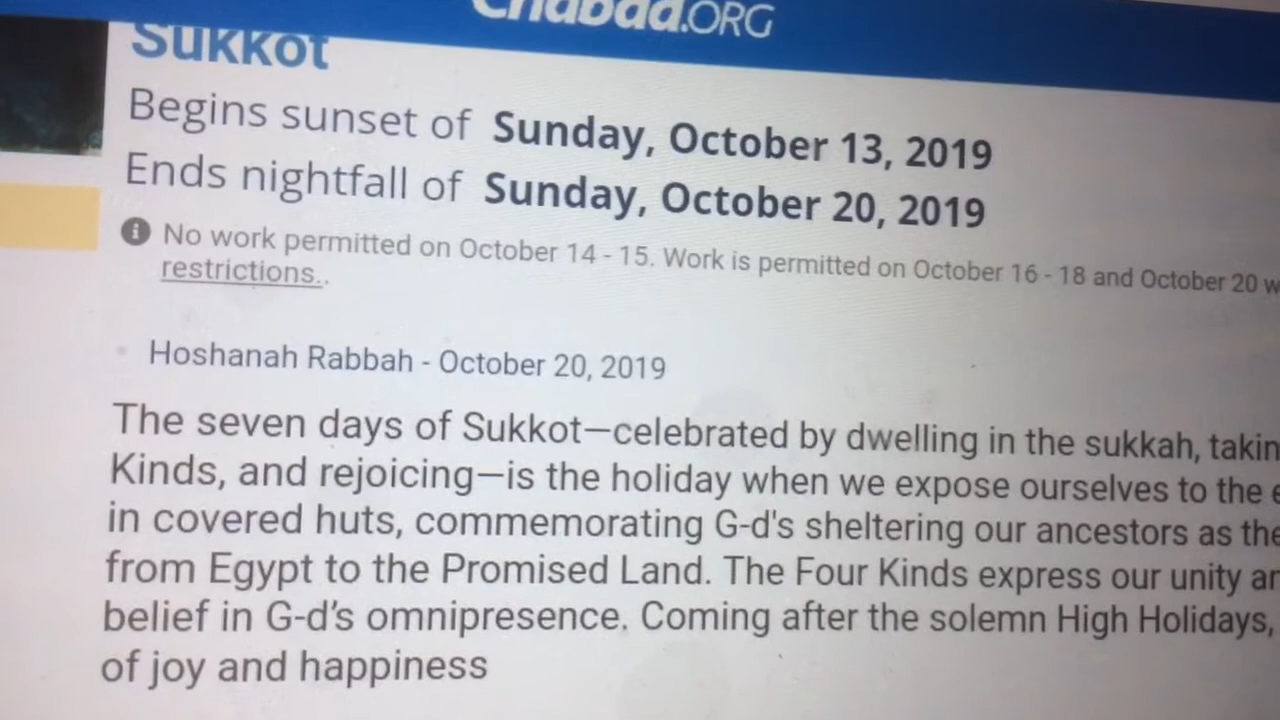 Chabad.ORG
Sukkot
Begins sunset of Sunday, October 13, 2019
Ends nightfall of Sunday, October 20, 2019
No work permitted on October 14 - 15. Work is permitted on October 16 - 18 and October 20 w
restrictions..
Hoshanah Rabbah - October 20, 2019
The seven days of Sukkot—celebrated by dwelling in the sukkah, takin
Kinds, and rejoicing—is the holiday when we expose ourselves to the e
in covered huts, commemorating G-d's sheltering our ancestors as the
from Egypt to the Promised Land. The Four Kinds express our unity an
belief in G-d's omnipresence. Coming after the solemn High Holidays,
of joy and happiness